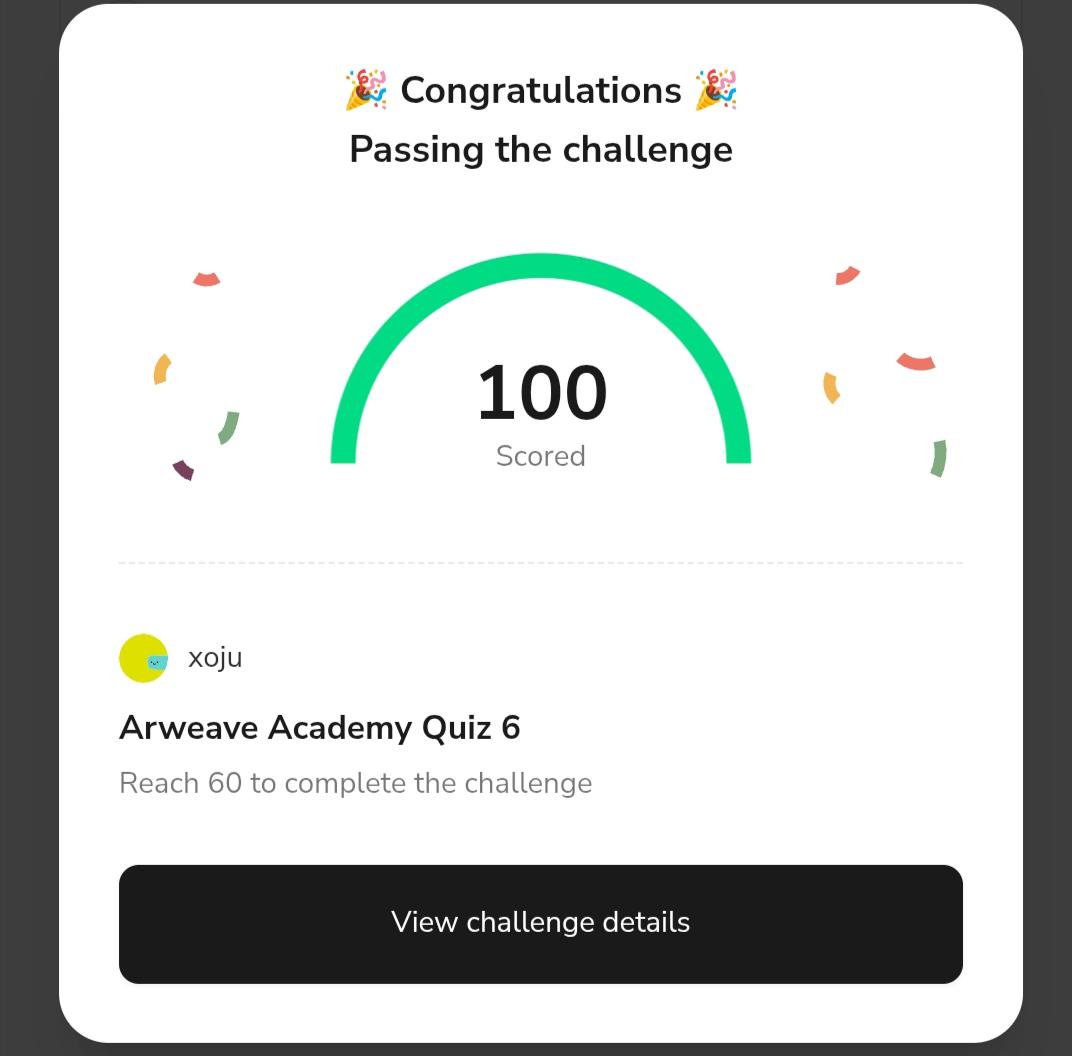 🎉 Congratulations 🎉
Passing the challenge
100
Scored
xoju
Arweave Academy Quiz 6
Reach 60 to complete the challenge
View challenge details